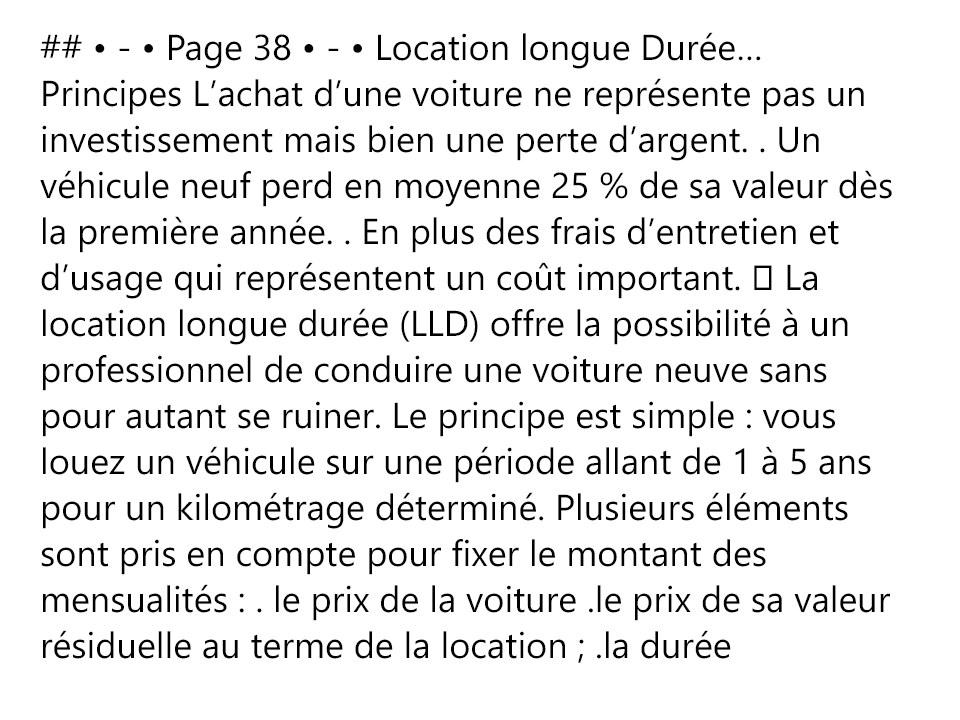 ## • - • Page 38 • - • Location longue Durée...
Principes L’achat d’une voiture ne représente pas un
investissement mais bien une perte d’argent. . Un
véhicule neuf perd en moyenne 25 % de sa valeur dès
la première année. . En plus des frais d’entretien et
d’usage qui représentent un coût important. 􀂾 La
location longue durée (LLD) offre la possibilité à un
professionnel de conduire une voiture neuve sans
pour autant se ruiner. Le principe est simple : vous
louez un véhicule sur une période allant de 1 à 5 ans
pour un kilométrage déterminé. Plusieurs éléments
sont pris en compte pour fixer le montant des
mensualités : . le prix de la voiture .le prix de sa valeur
résiduelle au terme de la location ; .la durée